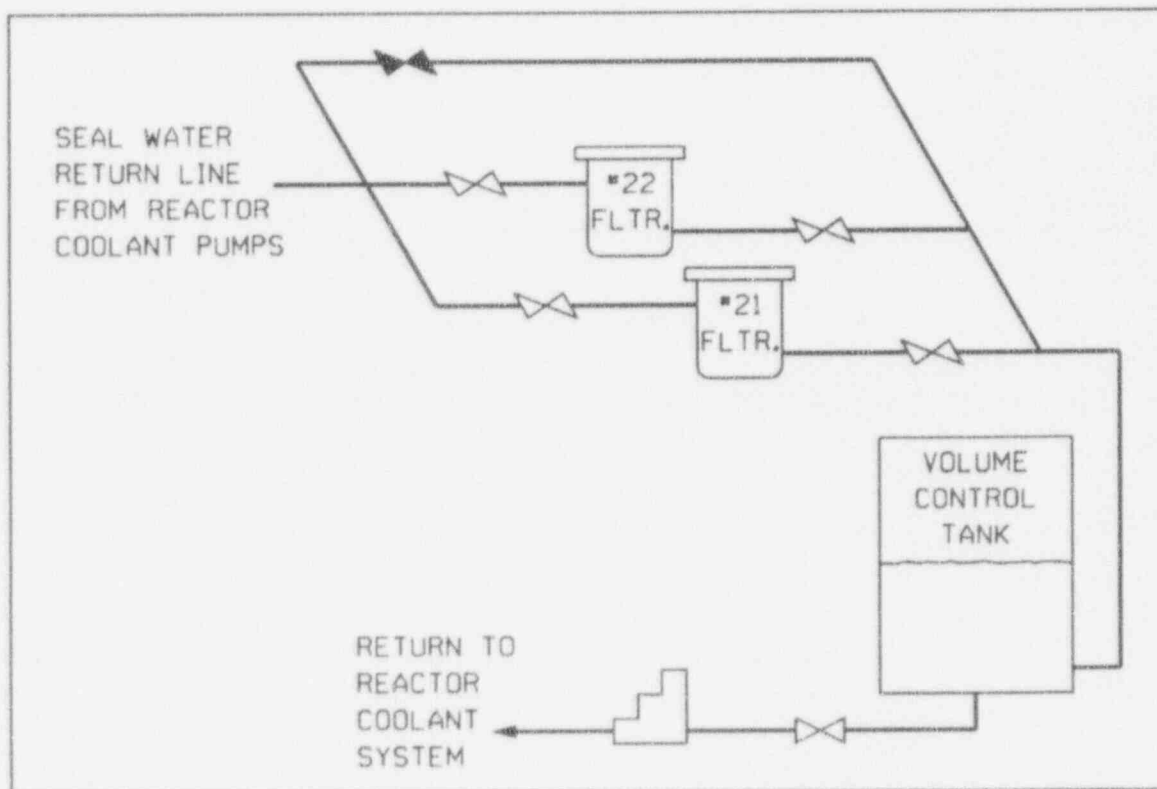 SEAL WATER
RETURN LINE
FROM REACTOR
COOLANT PUMPS
#22
FLTR.
#21
FLTR.
VOLUME
CONTROL
TANK
RETURN TO
REACTOR
COOLANT
SYSTEM